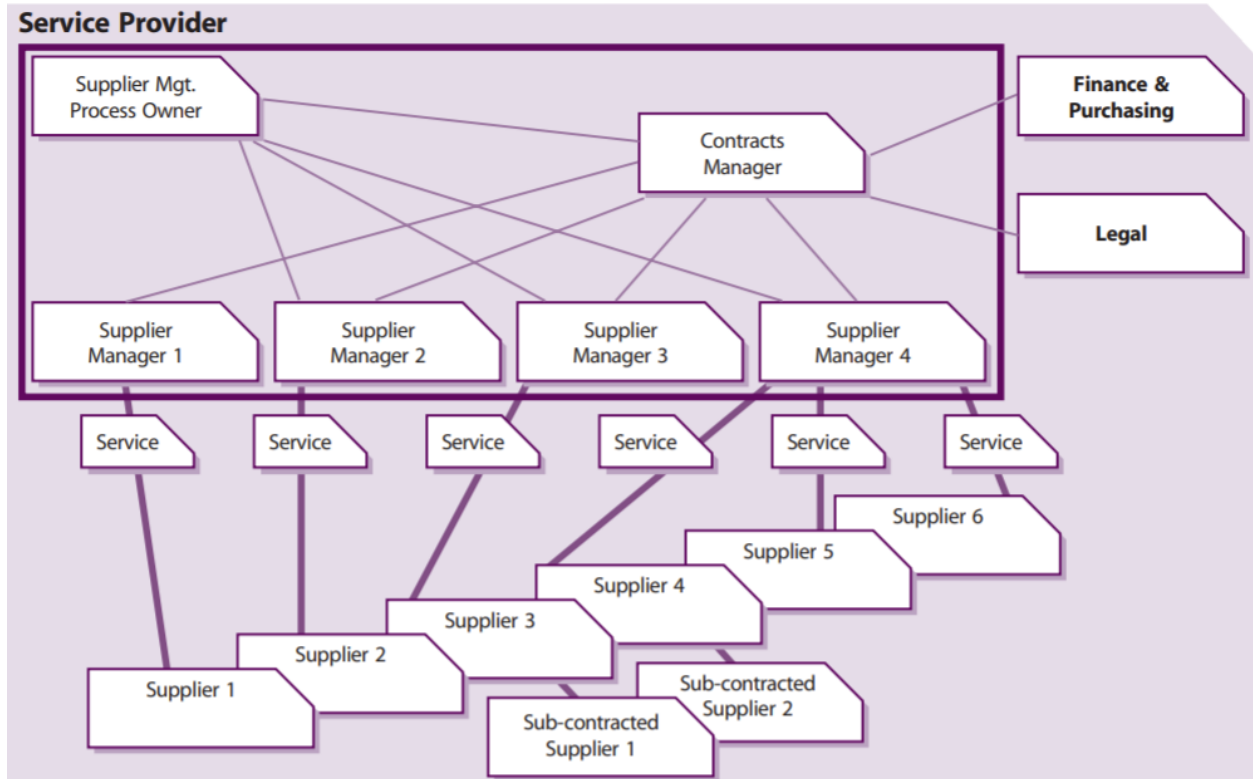 Service Provider
Supplier Mgt.
Process Owner
Finance &
Purchasing
Contracts
Manager
Legal
Supplier
Manager 1
Supplier
Manager 2
Supplier
Manager 3
Supplier
Manager 4
Service
Service
Service
Service
Service
Service
Supplier 6
Supplier 5
Supplier 4
Supplier 3
Supplier 2
Supplier 1
Sub-contracted
Supplier 2
Sub-contracted
Supplier 1